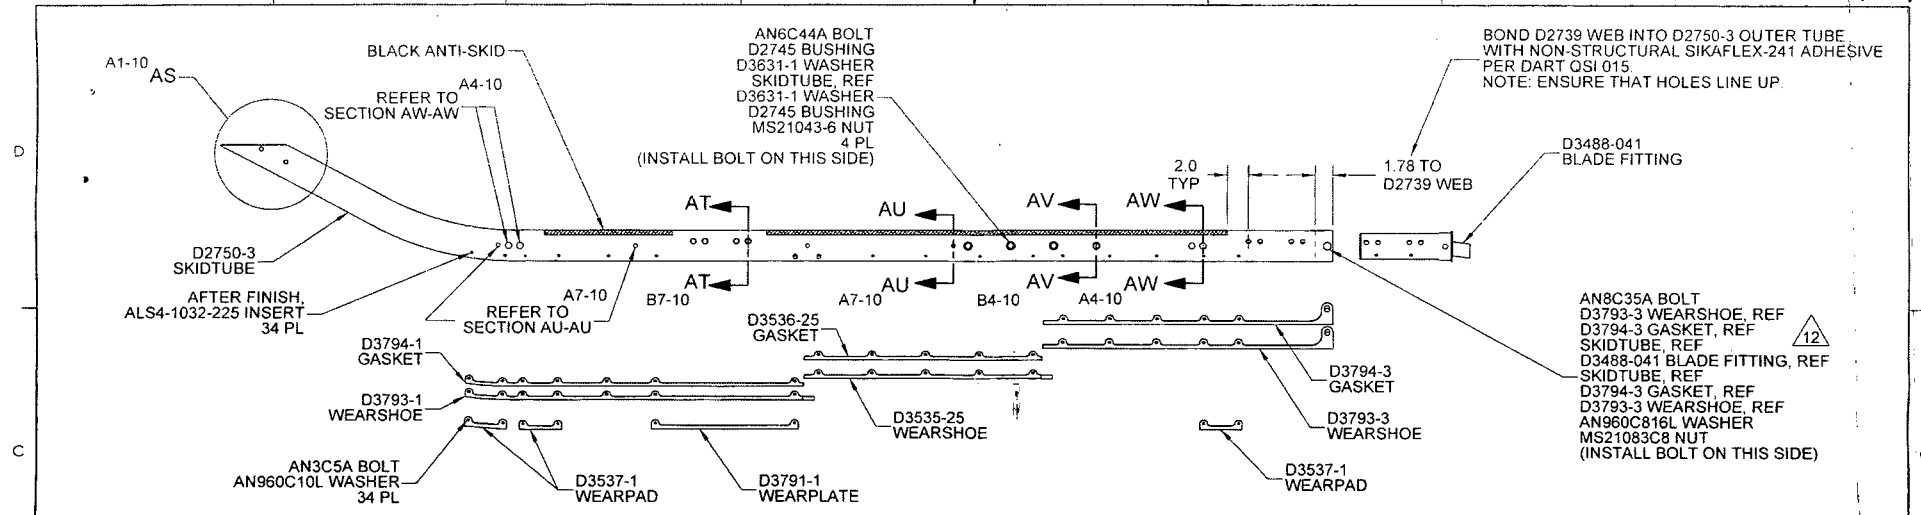 A1-10
AS
BLACK ANTI-SKID
A4-10
REFER TO
SECTION AW-AW
AN6C44A BOLT
D2745 BUSHING
D3631-1 WASHER
SKIDTUBE, REF
D3631-1 WASHER
D2745 BUSHING
MS21043-6 NUT
4 PL
(INSTALL BOLT ON THIS SIDE)
BOND D2739 WEB INTO D2750-3 OUTER TUBE
WITH NON-STRUCTURAL SIKAFLEX-241 ADHESIVE
PER DART QSI 015.
NOTE: ENSURE THAT HOLES LINE UP.
D
2.0
TYP
1.78 TO
D2739 WEB
D3488-041
BLADE FITTING
AT
AU
AV
AW
D2750-3
SKIDTUBE
AT
AU
AV
AW
AFTER FINISH,
ALS4-1032-225 INSERT
34 PL
A7-10
REFER TO
SECTION AU-AU
B7-10
A7-10
B4-10
A4-10
D3794-1
GASKET
D3536-25
GASKET
D3793-1
WEARSHOE
D3535-25
WEARSHOE
D3794-3
GASKET
D3793-3
WEARSHOE
AN8C35A BOLT
D3793-3 WEARSHOE, REF
D3794-3 GASKET, REF
SKIDTUBE, REF
D3488-041 BLADE FITTING, REF
SKIDTUBE, REF
D3794-3 GASKET, REF
D3793-3 WEARSHOE, REF
AN960C816L WASHER
MS21083C8 NUT
(INSTALL BOLT ON THIS SIDE)
12
C
AN3C5A BOLT
AN960C10L WASHER
34 PL
D3537-1
WEARPAD
D3791-1
WEARPLATE
D3537-1
WEARPAD